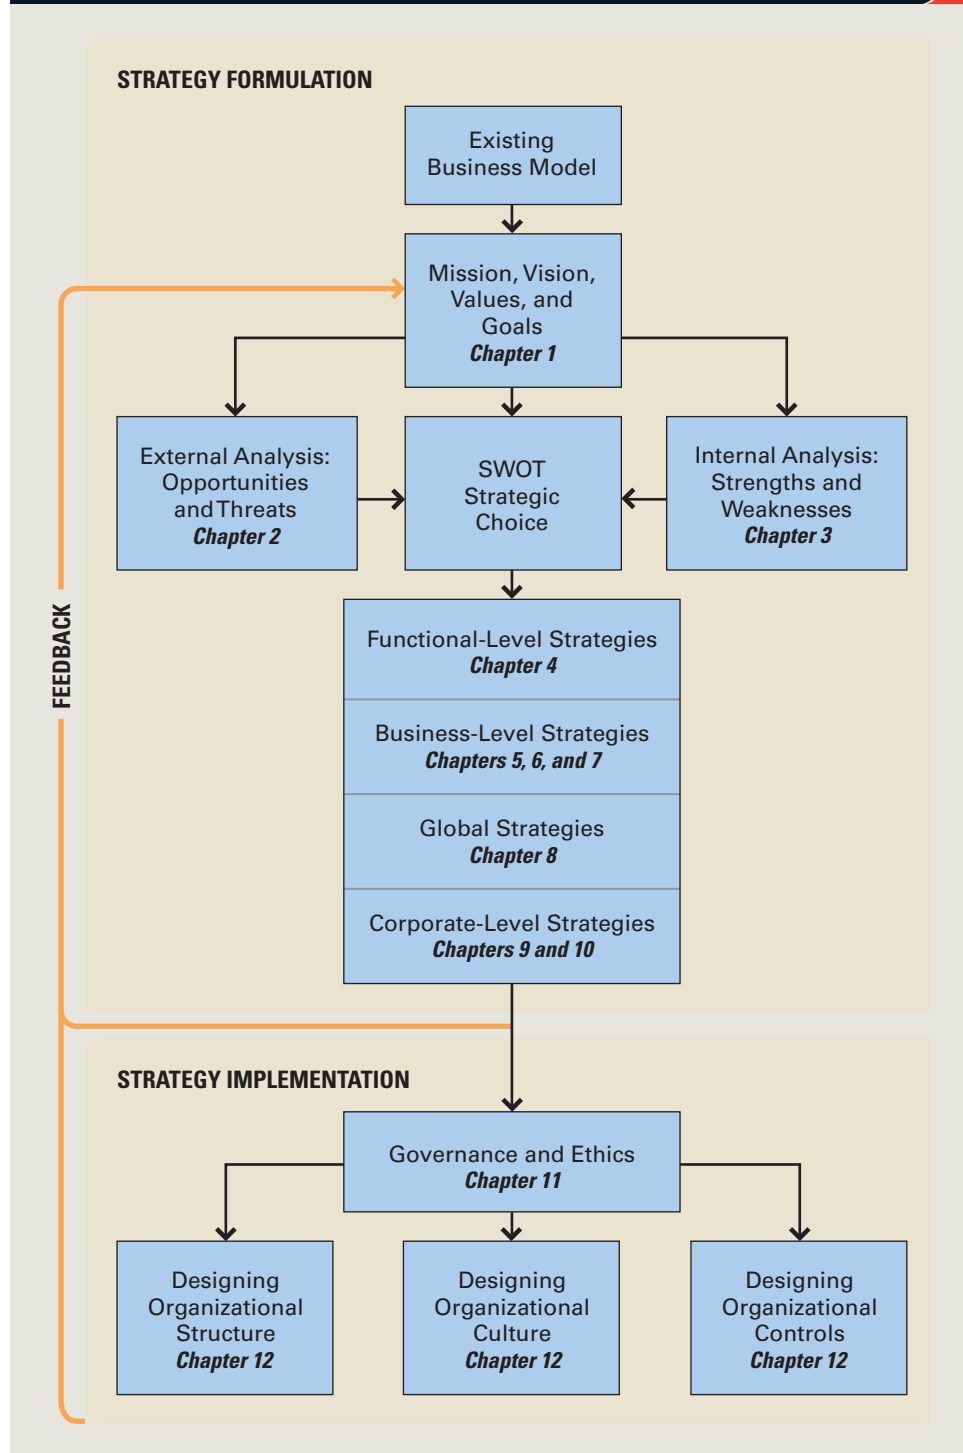 STRATEGY FORMULATION
Existing
Business Model
Mission, Vision,
Values, and
Goals
Chapter 1
External Analysis:
Opportunities
and Threats
Chapter 2
SWOT
Strategic
Choice
Internal Analysis:
Strengths and
Weaknesses
Chapter 3
FEEDBACK
Functional-Level Strategies
Chapter 4
Business-Level Strategies
Chapters 5, 6, and 7
Global Strategies
Chapter 8
Corporate-Level Strategies
Chapters 9 and 10
STRATEGY IMPLEMENTATION
Governance and Ethics
Chapter 11
Designing
Organizational
Structure
Chapter 12
Designing
Organizational
Culture
Chapter 12
Designing
Organizational
Controls
Chapter 12